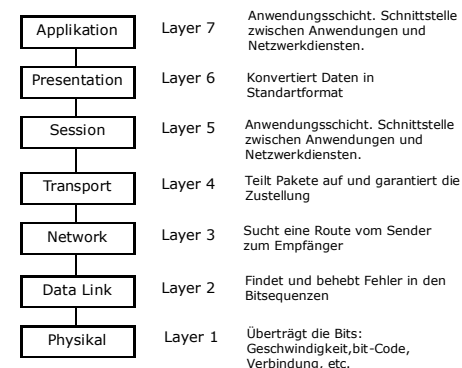 Applikation
Layer 7
Anwendungsschicht. Schnittstelle
zwischen Anwendungen und
Netzwerkdiensten.
Presentation
Layer 6
Konvertiert Daten in
Standartformat
Session
Layer 5
Anwendungsschicht. Schnittstelle
zwischen Anwendungen und
Netzwerkdiensten.
Transport
Layer 4
Teilt Pakete auf und garantiert die
Zustellung
Network
Layer 3
Sucht eine Route vom Sender
zum Empfänger
Data Link
Layer 2
Findet und behebt Fehler in den
Bitsequenzen
Physikal
Layer 1
Überträgt die Bits:
Geschwindigkeit,bit-Code,
Verbindung, etc.